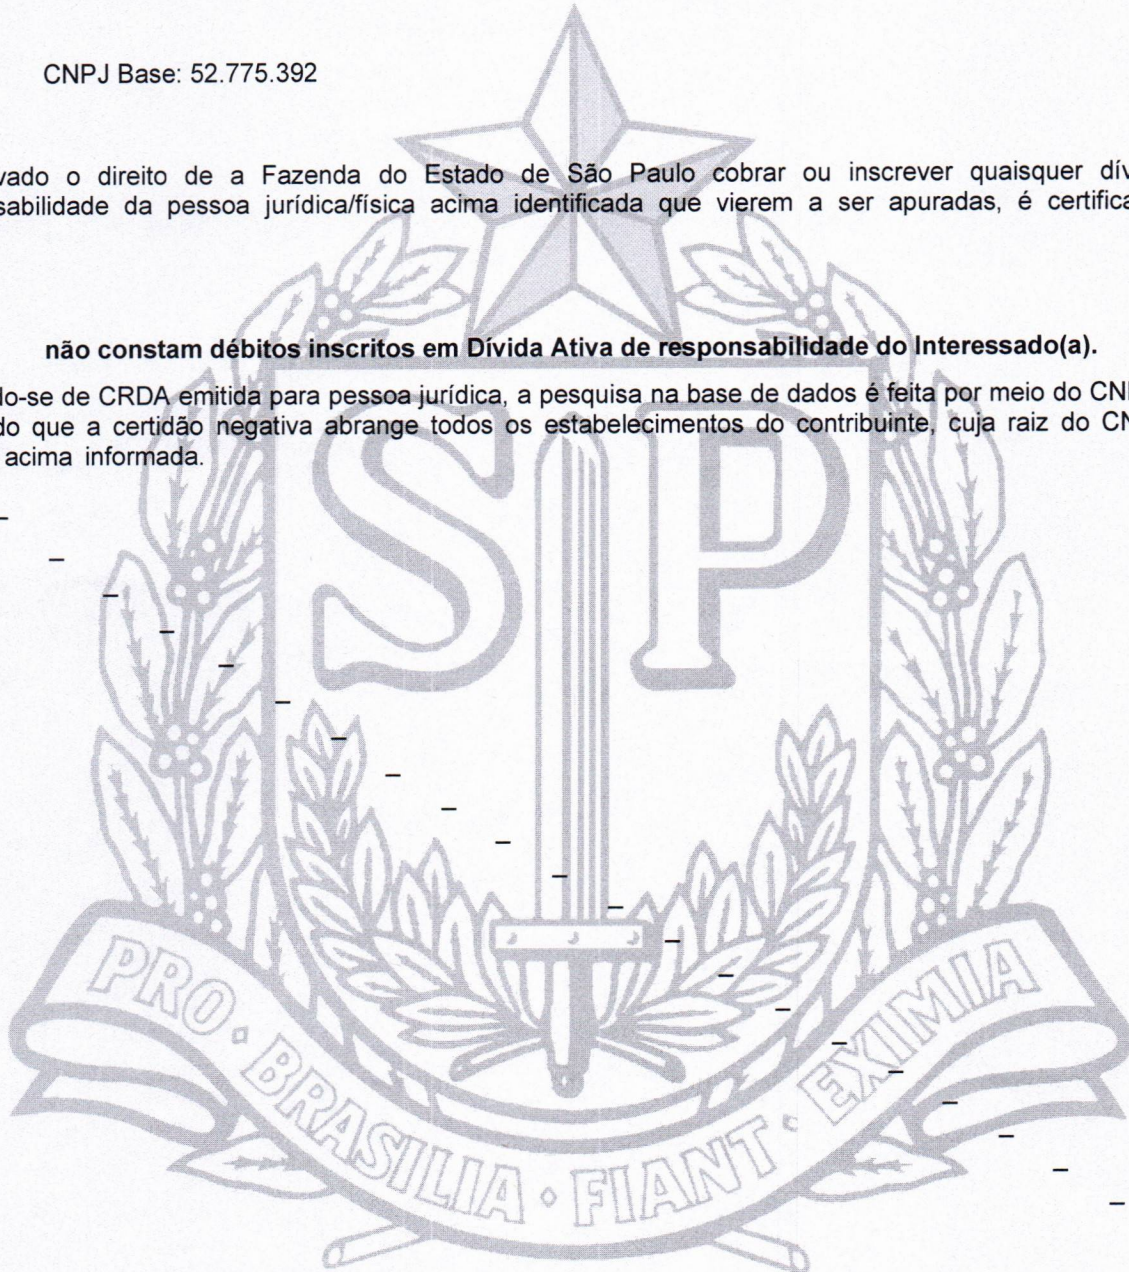 CNPJ Base: 52.775.392
vado o direito de a Fazenda do Estado de São Paulo cobrar ou inscrever quaisquer dív
sabilidade da pessoa jurídica/física acima identificada que vierem a ser apuradas, é certifica
não constam débitos inscritos em Dívida Ativa de responsabilidade do Interessado(a).
do-se de CRDA emitida para pessoa jurídica, a pesquisa na base de dados é feita por meio do CN
do que a certidão negativa abrange todos os estabelecimentos do contribuinte, cuja raiz do CN
acima informada.
SP
PRO · BRASILIA · FIANT · EXIMIA